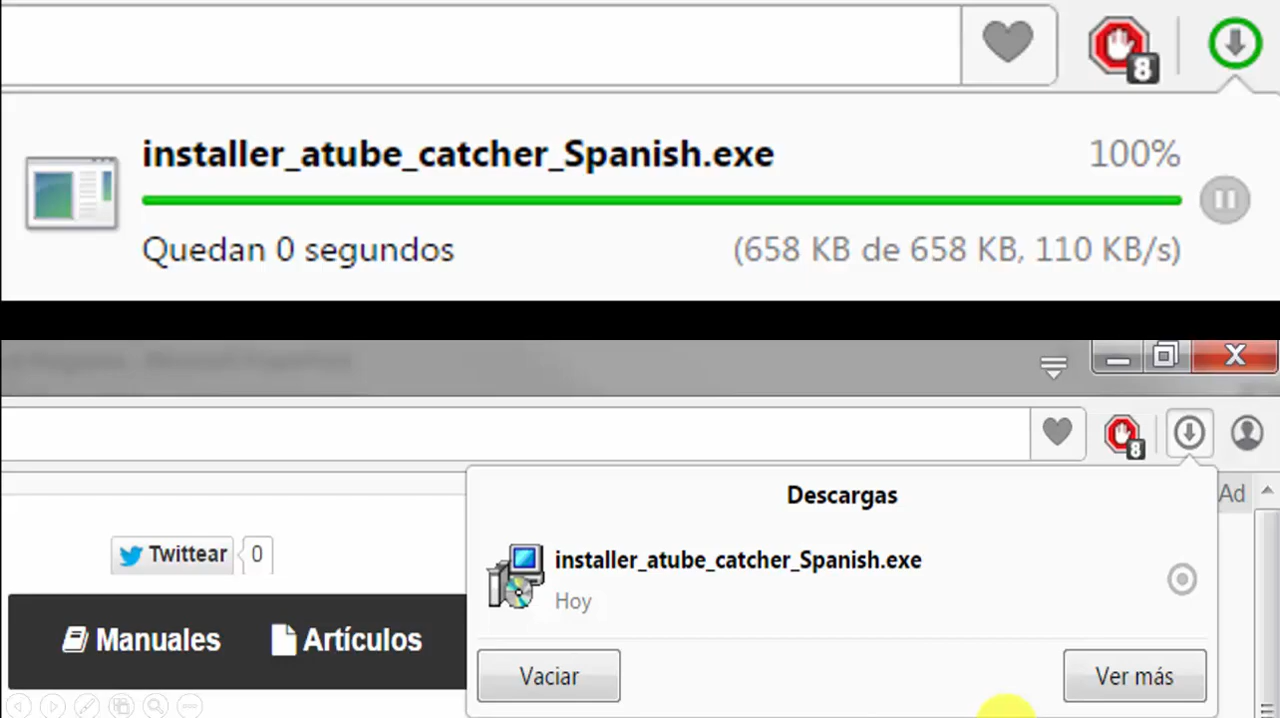 8
installer_atube_catcher_Spanish.exe 100%
Quedan 0 segundos (658 KB de 658 KB, 110 KB/s)
8
Descargas
Ad
Twittear 0
installer_atube_catcher_Spanish.exe
Hoy
Manuales Artículos
Vaciar Ver más